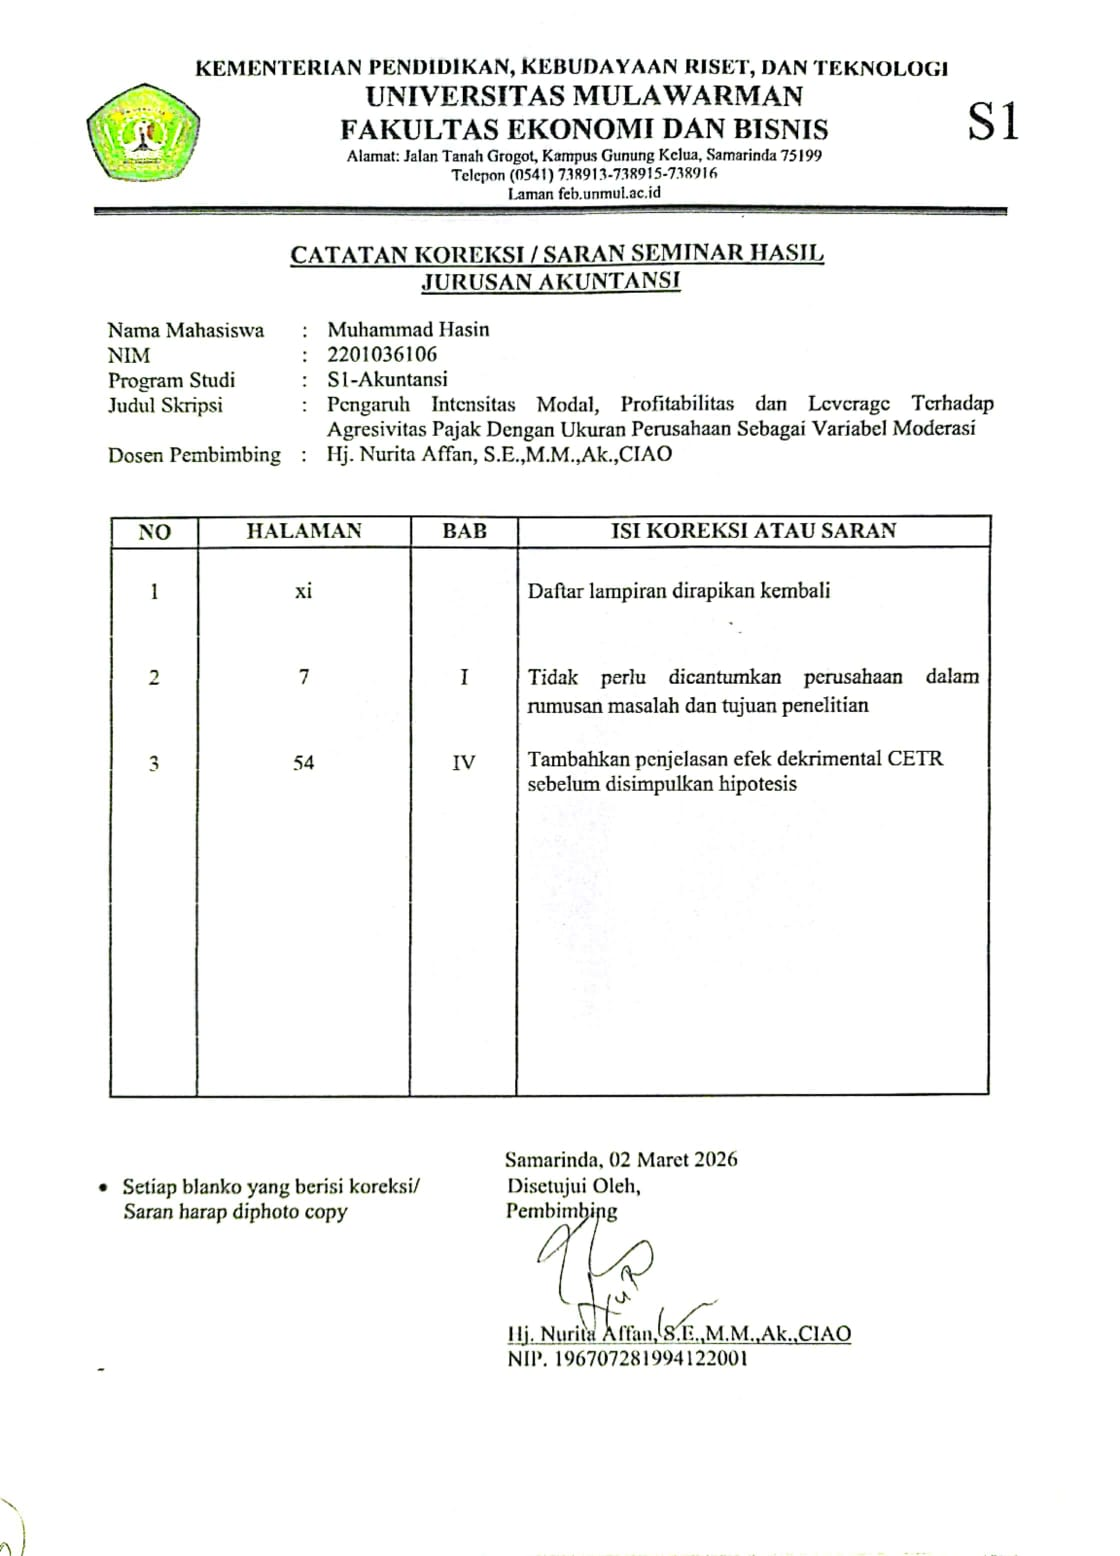 KEMENTERIAN PENDIDIKAN, KEBUDAYAAN RISET, DAN TEKNOLOGI
UNIVERSITAS MULAWARMAN
FAKULTAS EKONOMI DAN BISNIS
S1
Alamat: Jalan Tanah Grogot, Kampus Gunung Kelua, Samarinda 75199
Telepon (0541) 738913-738915-738916
Laman feb.unmul.ac.id
CATATAN KOREKSI / SARAN SEMINAR HASIL
JURUSAN AKUNTANSI
Nama Mahasiswa : Muhammad Hasin
NIM : 2201036106
Program Studi : S1-Akuntansi
Judul Skripsi : Pengaruh Intensitas Modal, Profitabilitas dan Leverage Terhadap
Agresivitas Pajak Dengan Ukuran Perusahaan Sebagai Variabel Moderasi
Dosen Pembimbing : Hj. Nurita Affan, S.E.,M.M.,Ak.,CIAO
NO HALAMAN BAB ISI KOREKSI ATAU SARAN
1 xi Daftar lampiran dirapikan kembali
2 7 I Tidak perlu dicantumkan perusahaan dalam
rumusan masalah dan tujuan penelitian
3 54 IV Tambahkan penjelasan efek dekrimental CETR
sebelum disimpulkan hipotesis
Samarinda, 02 Maret 2026
• Setiap blanko yang berisi koreksi/
Saran harap diphoto copy
Disetujui Oleh,
Pembimbing
Hj. Nurita Affan, S.E.,M.M.,Ak.,CIAO
NIP. 196707281994122001